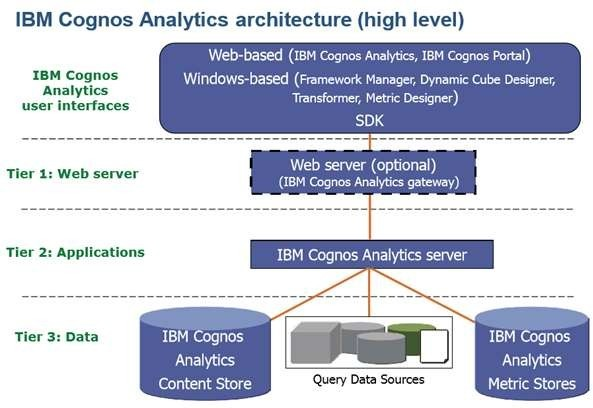 IBM Cognos Analytics architecture (high level)
IBM Cognos
Analytics
user interfaces
Web-based (IBM Cognos Analytics, IBM Cognos Portal)
Windows-based (Framework Manager, Dynamic Cube Designer,
Transformer, Metric Designer)
SDK
Tier 1: Web server
Web server (optional)
(IBM Cognos Analytics gateway)
Tier 2: Applications
IBM Cognos Analytics server
Tier 3: Data
IBM Cognos
Analytics
Content Store
Query Data Sources
IBM Cognos
Analytics
Metric Stores